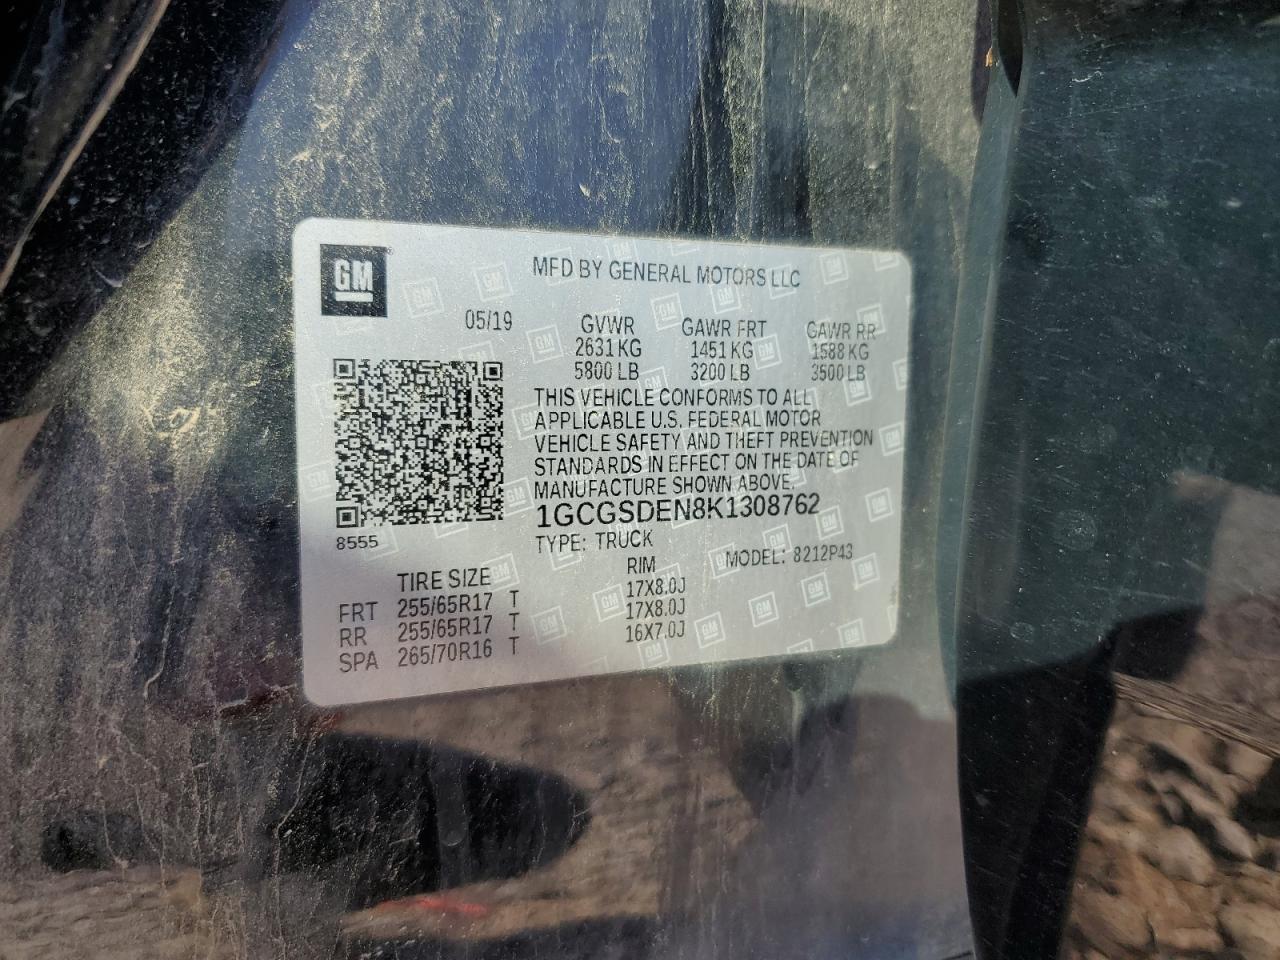 GM
MFD BY GENERAL MOTORS LLC
05/19 GVWR GAWR FRT GAWR RR
2631 KG 1451 KG 1588 KG
5800 LB 3200 LB 3500 LB
THIS VEHICLE CONFORMS TO ALL
APPLICABLE U.S. FEDERAL MOTOR
VEHICLE SAFETY AND THEFT PREVENTION
STANDARDS IN EFFECT ON THE DATE OF
MANUFACTURE SHOWN ABOVE.
1GCGSDEN8K1308762
8555
TYPE: TRUCK MODEL: 8212P43
TIRE SIZE RIM
FRT 255/65R17 T 17X8.0J
RR 255/65R17 T 17X8.0J
SPA 265/70R16 T 16X7.0J